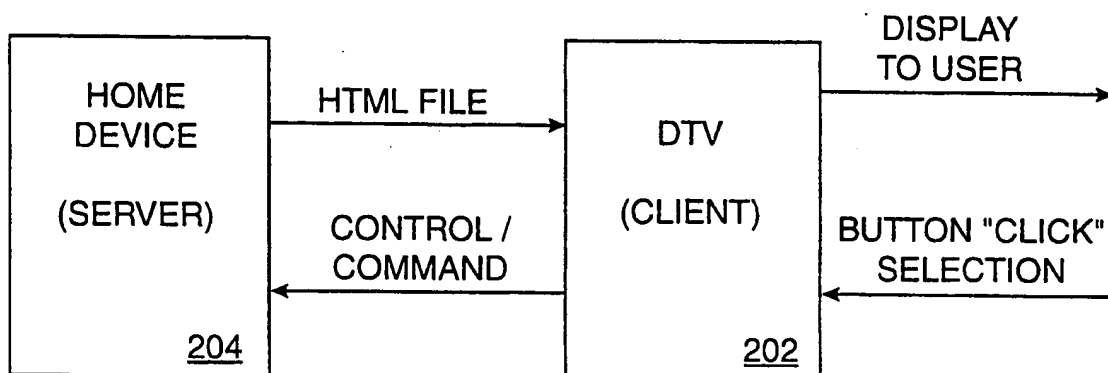 HOME
DEVICE
(SERVER)
204
HTML FILE
CONTROL /
COMMAND
DTV
(CLIENT)
202
DISPLAY
TO USER
BUTTON "CLICK"
SELECTION